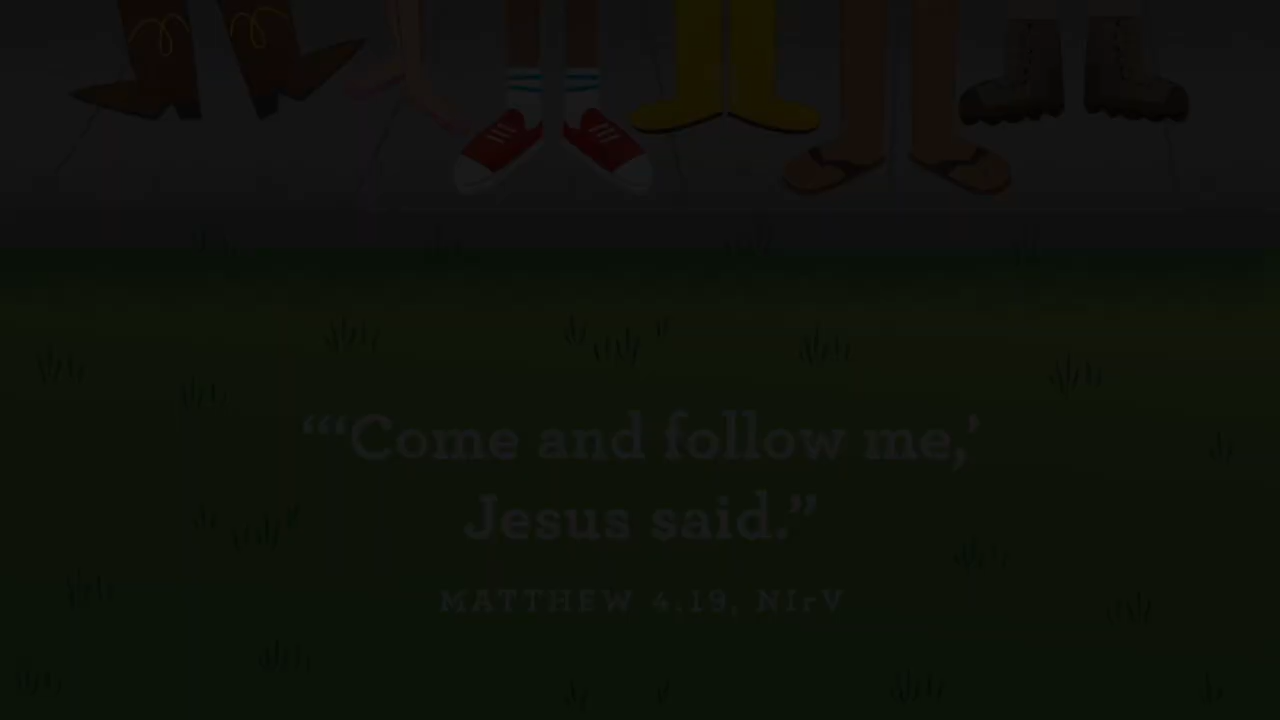 “‘Come and follow me,’
Jesus said.”
MATTHEW 4:19, NIrV